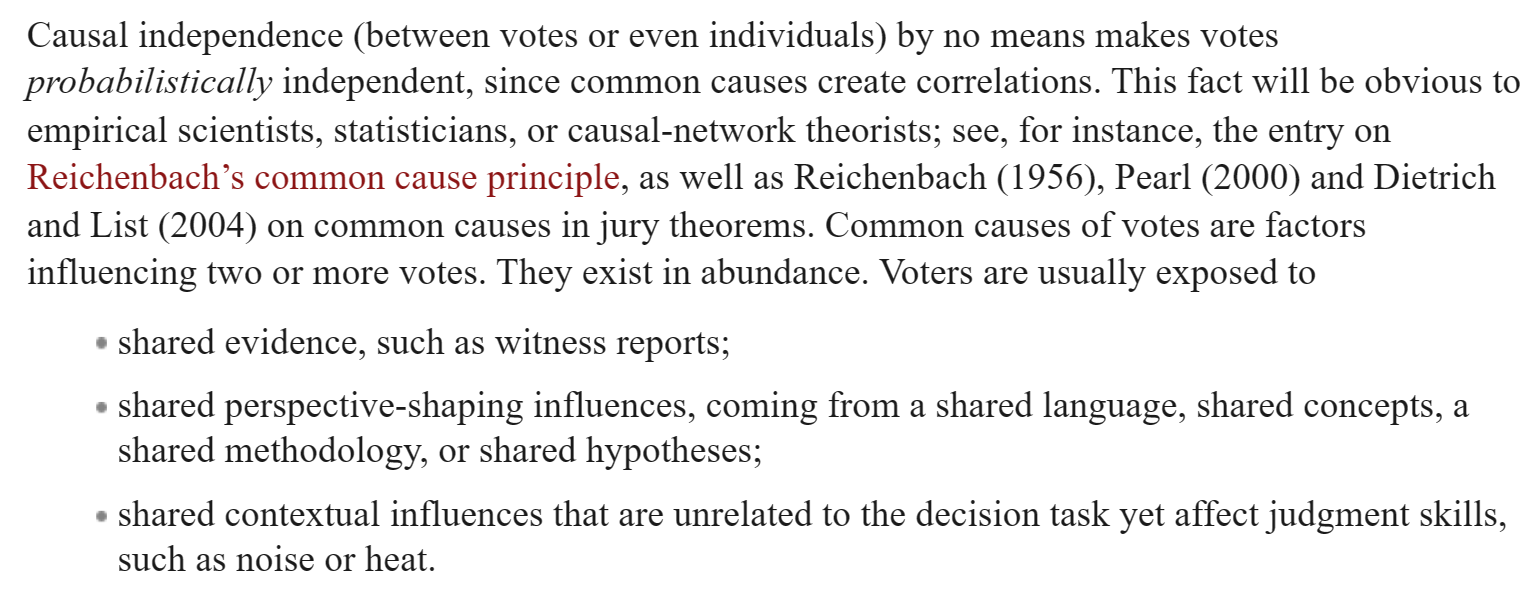 Causal independence (between votes or even individuals) by no means makes votes
probabilistically independent, since common causes create correlations. This fact will be obvious to
empirical scientists, statisticians, or causal-network theorists; see, for instance, the entry on
Reichenbach’s common cause principle, as well as Reichenbach (1956), Pearl (2000) and Dietrich
and List (2004) on common causes in jury theorems. Common causes of votes are factors
influencing two or more votes. They exist in abundance. Voters are usually exposed to
• shared evidence, such as witness reports;
• shared perspective-shaping influences, coming from a shared language, shared concepts, a
shared methodology, or shared hypotheses;
• shared contextual influences that are unrelated to the decision task yet affect judgment skills,
such as noise or heat.